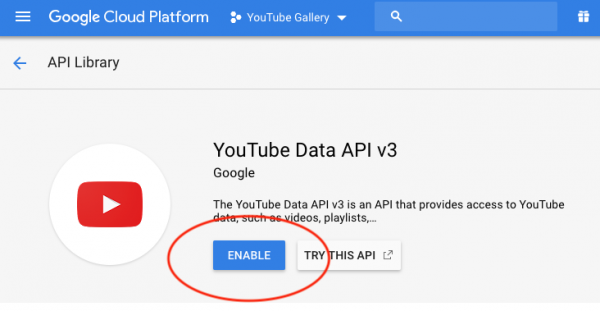 Google Cloud Platform YouTube Gallery
API Library
YouTube Data API v3
Google
The YouTube Data API v3 is an API that provides access to YouTube
data, such as videos, playlists,...
ENABLE TRY THIS API